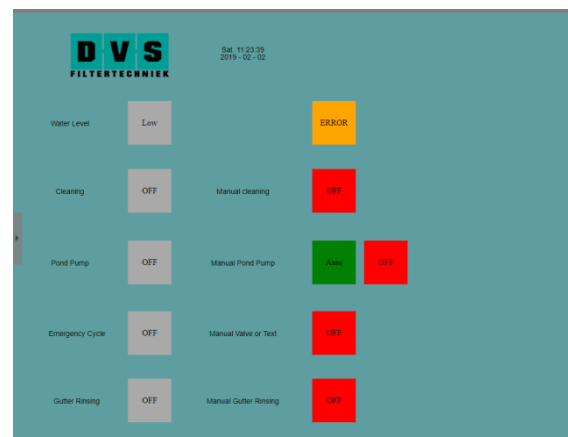 DVS
FILTERTECHNIEK
Sat. 11:23:39
2019 - 02 - 02
Water Level Low ERROR
Cleaning OFF Manual cleaning OFF
Pond Pump OFF Manual Pond Pump Auto OFF
Emergency Cycle OFF Manual Valve or Text OFF
Gutter Rinsing OFF Manual Gutter Rinsing OFF